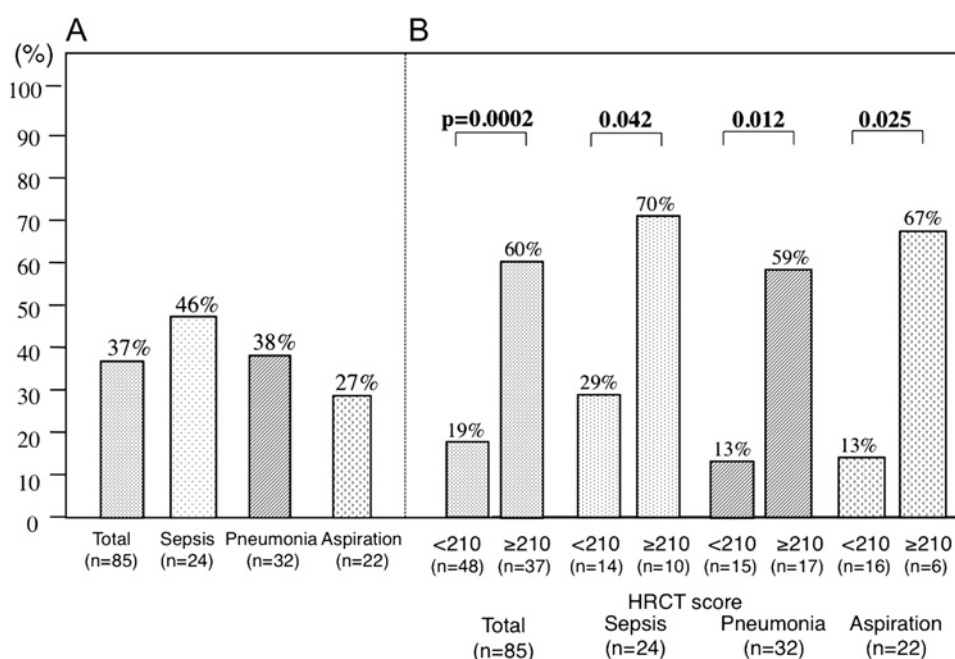 A
B
(%)
100
90
80
70
60
50
40
30
20
10
0
37%
46%
38%
27%
Total
(n=85)
Sepsis
(n=24)
Pneumonia
(n=32)
Aspiration
(n=22)
p=0.0002
0.042
0.012
0.025
19%
60%
29%
70%
13%
59%
13%
67%
<210
(n=48)
≥210
(n=37)
<210
(n=14)
≥210
(n=10)
<210
(n=15)
≥210
(n=17)
<210
(n=16)
≥210
(n=6)
HRCT score
Total
(n=85)
Sepsis
(n=24)
Pneumonia
(n=32)
Aspiration
(n=22)